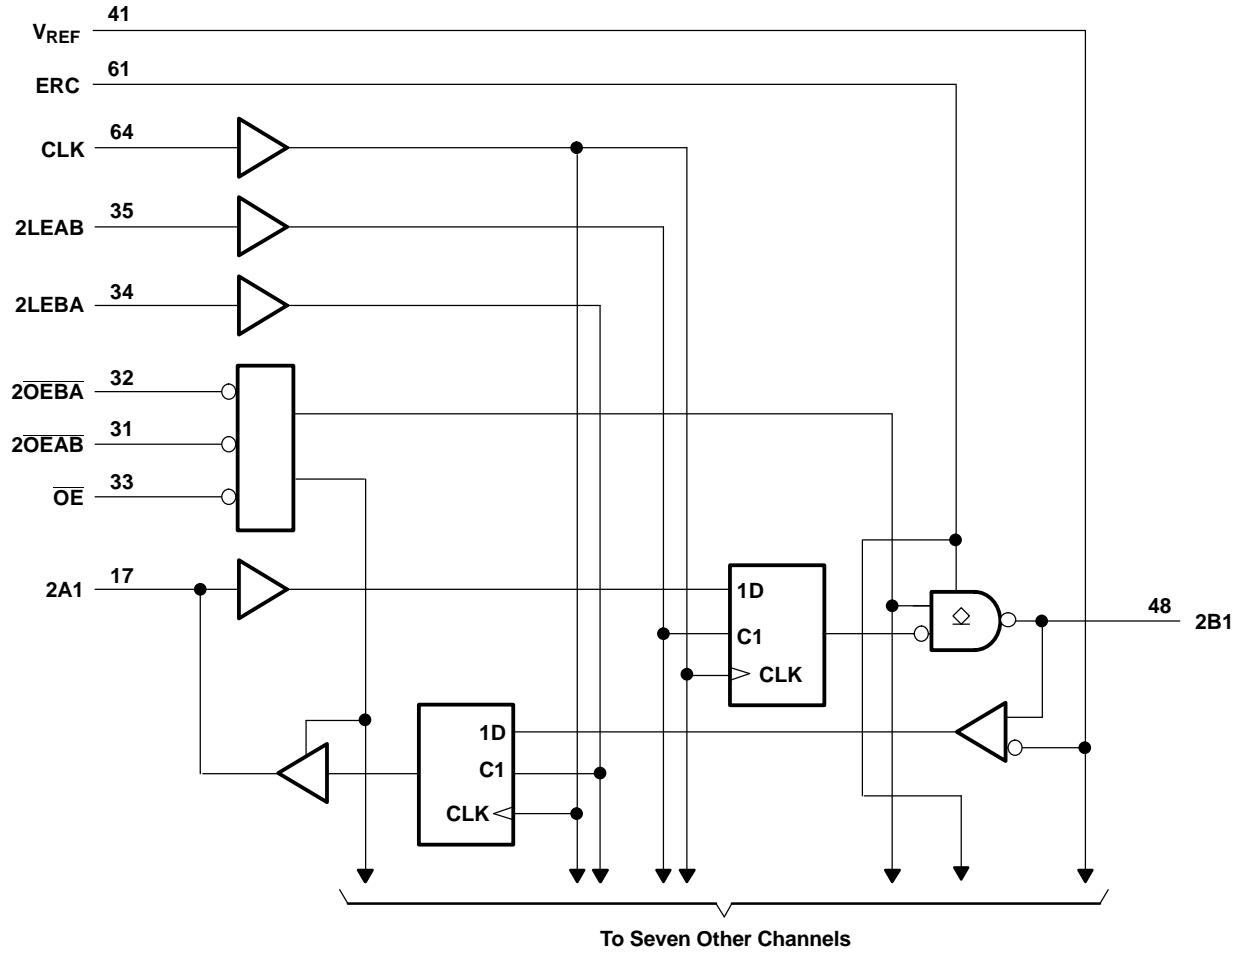 41
VREF
61
ERC
64
CLK
35
2LEAB
34
2LEBA
32
2OEBA
31
2OEAB
33
OE
17
2A1
1D
C1
CLK
48
2B1
1D
C1
CLK
To Seven Other Channels